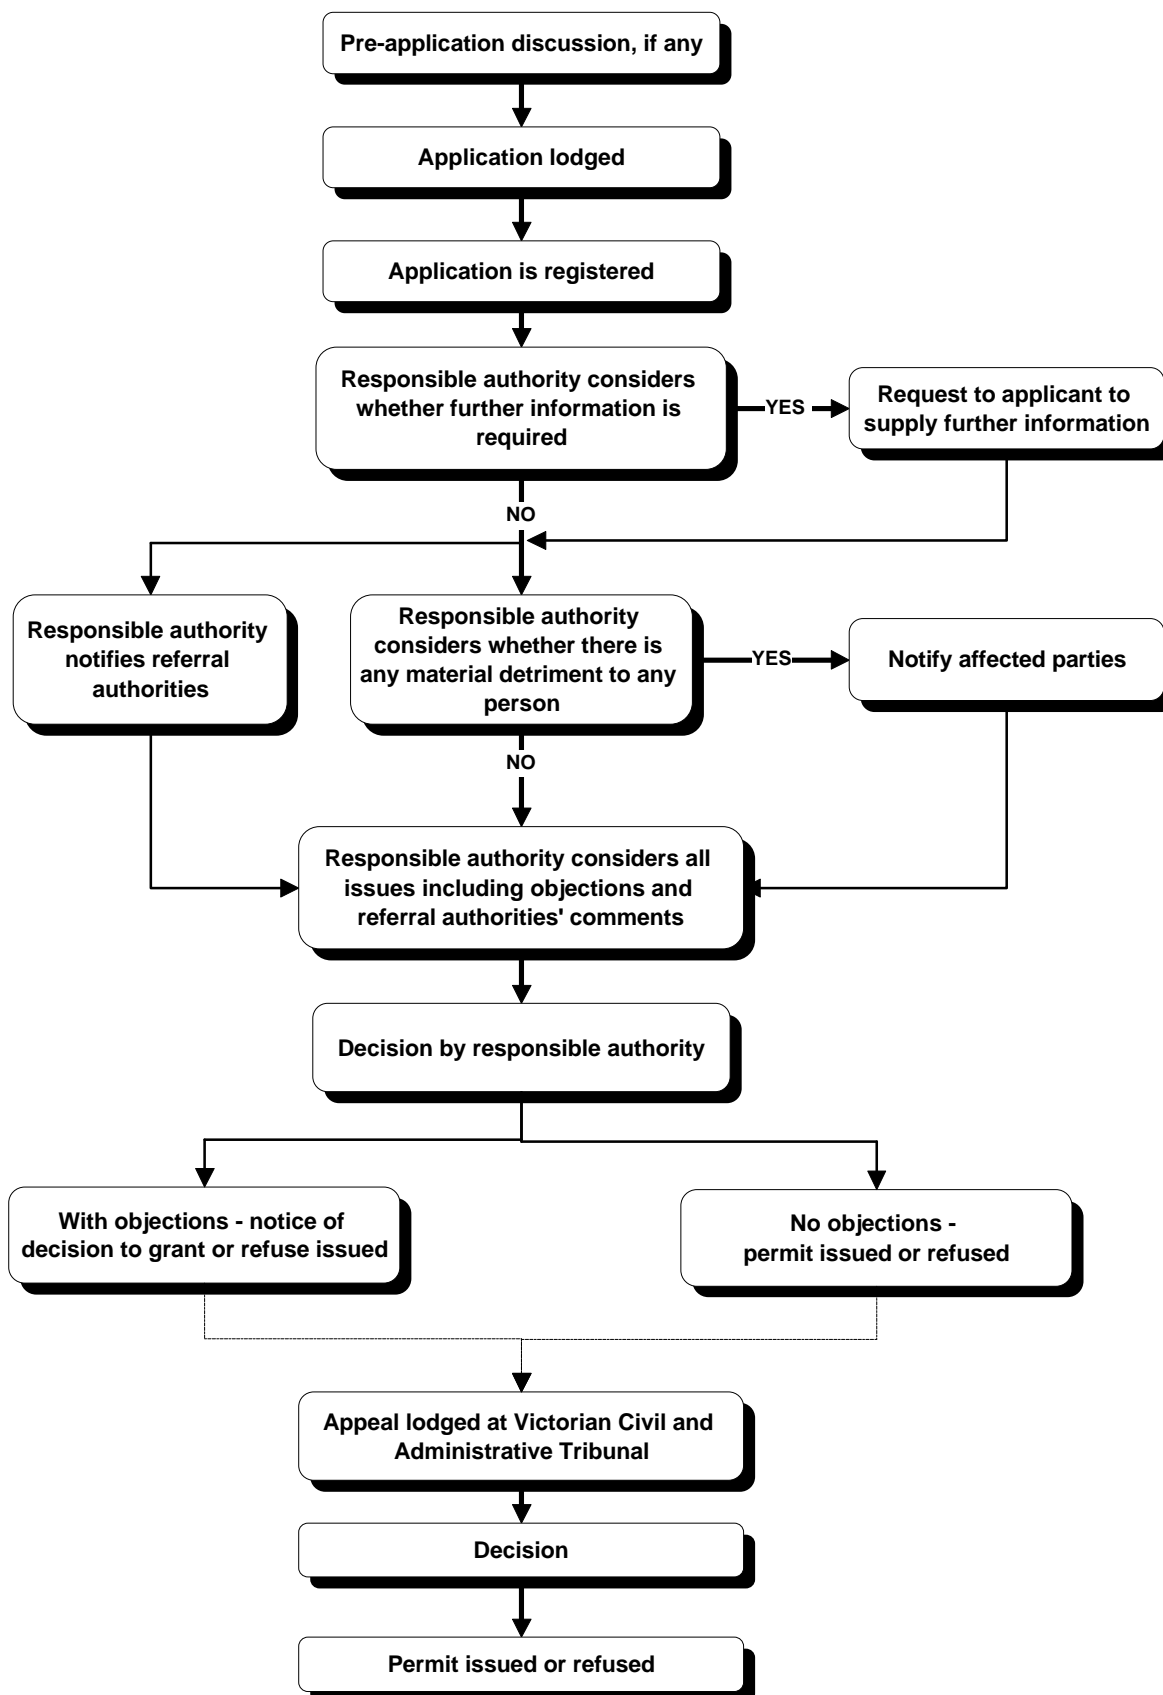 Pre-application discussion, if any
Application lodged
Application is registered
Responsible authority considers
whether further information is
required
YES
Request to applicant to
supply further information
NO
Responsible authority
notifies referral
authorities
Responsible authority
considers whether there is
any material detriment to any
person
YES
Notify affected parties
NO
Responsible authority considers all
issues including objections and
referral authorities' comments
Decision by responsible authority
With objections - notice of
decision to grant or refuse issued
No objections -
permit issued or refused
Appeal lodged at Victorian Civil and
Administrative Tribunal
Decision
Permit issued or refused